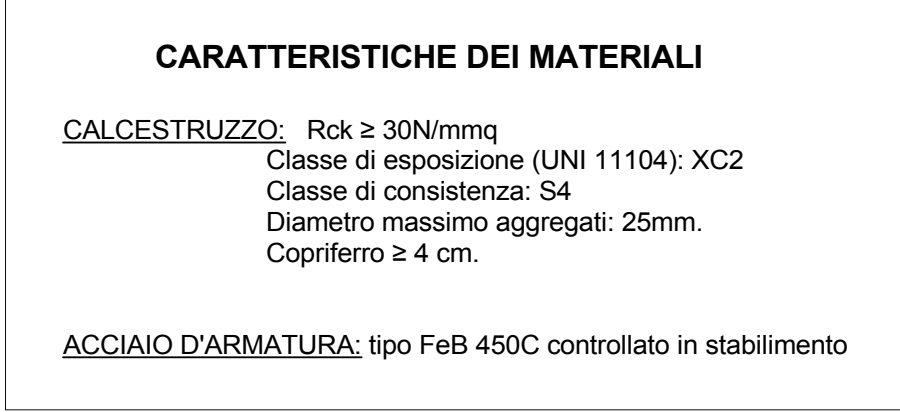 CARATTERISTICHE DEI MATERIALI
CALCESTRUZZO: Rck ≥ 30N/mmq
Classe di esposizione (UNI 11104): XC2
Classe di consistenza: S4
Diametro massimo aggregati: 25mm.
Copriferro ≥ 4 cm.
ACCIAIO D'ARMATURA: tipo FeB 450C controllato in stabilimento